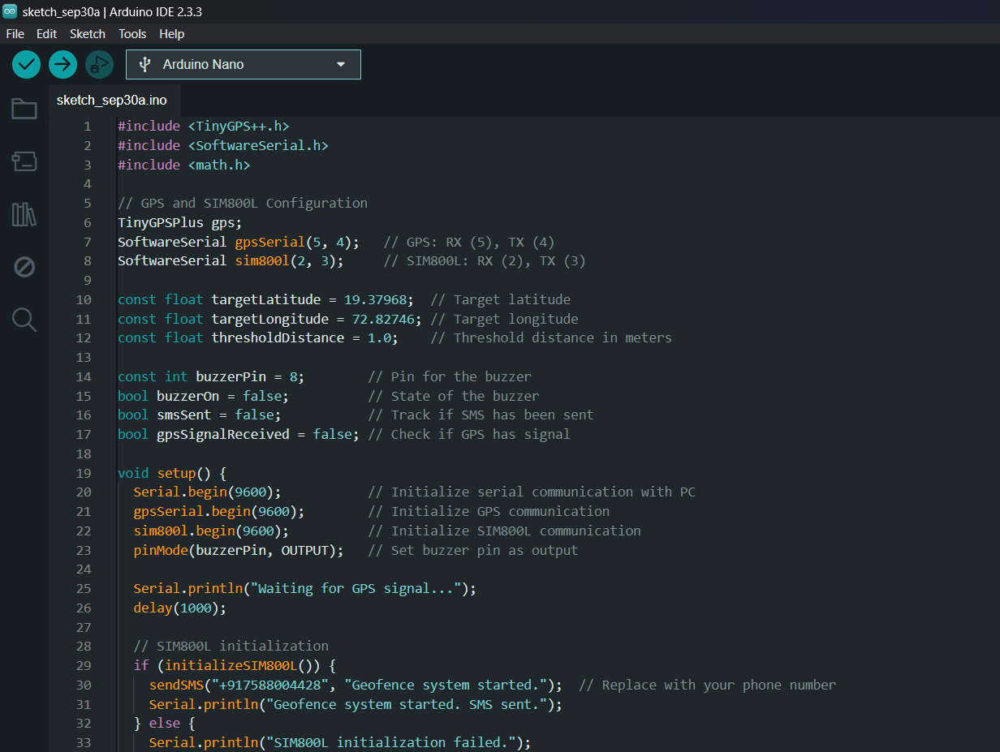 sketch_sep30a | Arduino IDE 2.3.3
File Edit Sketch Tools Help
Arduino Nano
sketch_sep30a.ino
1 #include <TinyGPS++.h>
2 #include <SoftwareSerial.h>
3 #include <math.h>
4
5 // GPS and SIM800L Configuration
6 TinyGPSPlus gps;
7 SoftwareSerial gpsSerial(5, 4);   // GPS: RX (5), TX (4)
8 SoftwareSerial sim800l(2, 3);     // SIM800L: RX (2), TX (3)
9
10 const float targetLatitude = 19.37968;  // Target latitude
11 const float targetLongitude = 72.82746; // Target longitude
12 const float thresholdDistance = 1.0;    // Threshold distance in meters
13
14 const int buzzerPin = 8;        // Pin for the buzzer
15 bool buzzerOn = false;          // State of the buzzer
16 bool smsSent = false;           // Track if SMS has been sent
17 bool gpsSignalReceived = false; // Check if GPS has signal
18
19 void setup() {
20   Serial.begin(9600);           // Initialize serial communication with PC
21   gpsSerial.begin(9600);        // Initialize GPS communication
22   sim800l.begin(9600);          // Initialize SIM800L communication
23   pinMode(buzzerPin, OUTPUT);   // Set buzzer pin as output
24
25   Serial.println("Waiting for GPS signal...");
26   delay(1000);
27
28   // SIM800L initialization
29   if (initializeSIM800L()) {
30     sendSMS("+917588004428", "Geofence system started.");  // Replace with your phone number
31     Serial.println("Geofence system started. SMS sent.");
32   } else {
33     Serial.println("SIM800L initialization failed.");